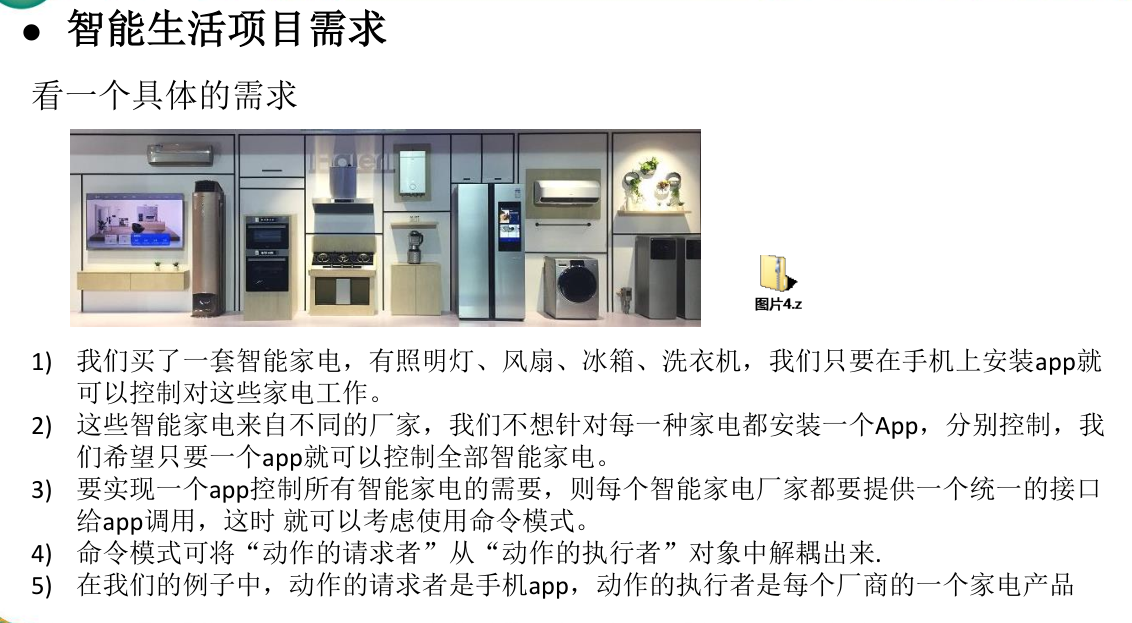 ● 智能生活项目需求
看一个具体的需求
Haier
图片4.z
1) 我们买了一套智能家电，有照明灯、风扇、冰箱、洗衣机，我们只要在手机上安装app就
可以控制对这些家电工作。
2) 这些智能家电来自不同的厂家，我们不想针对每一种家电都安装一个App，分别控制，我
们希望只要一个app就可以控制全部智能家电。
3) 要实现一个app控制所有智能家电的需要，则每个智能家电厂家都要提供一个统一的接口
给app调用，这时 就可以考虑使用命令模式。
4) 命令模式可将“动作的请求者”从“动作的执行者”对象中解耦出来.
5) 在我们的例子中，动作的请求者是手机app，动作的执行者是每个厂商的一个家电产品